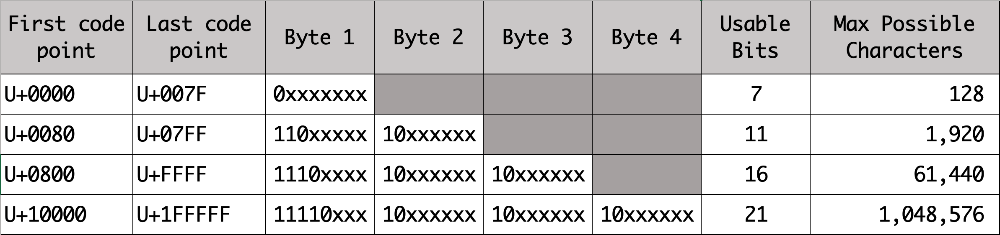 First code point
Last code point
Byte 1
Byte 2
Byte 3
Byte 4
Usable Bits
Max Possible Characters
U+0000 U+007F 0xxxxxxx 7 128
U+0080 U+07FF 110xxxxx 10xxxxxx 11 1,920
U+0800 U+FFFF 1110xxxx 10xxxxxx 10xxxxxx 16 61,440
U+10000 U+1FFFFF 11110xxx 10xxxxxx 10xxxxxx 10xxxxxx 21 1,048,576